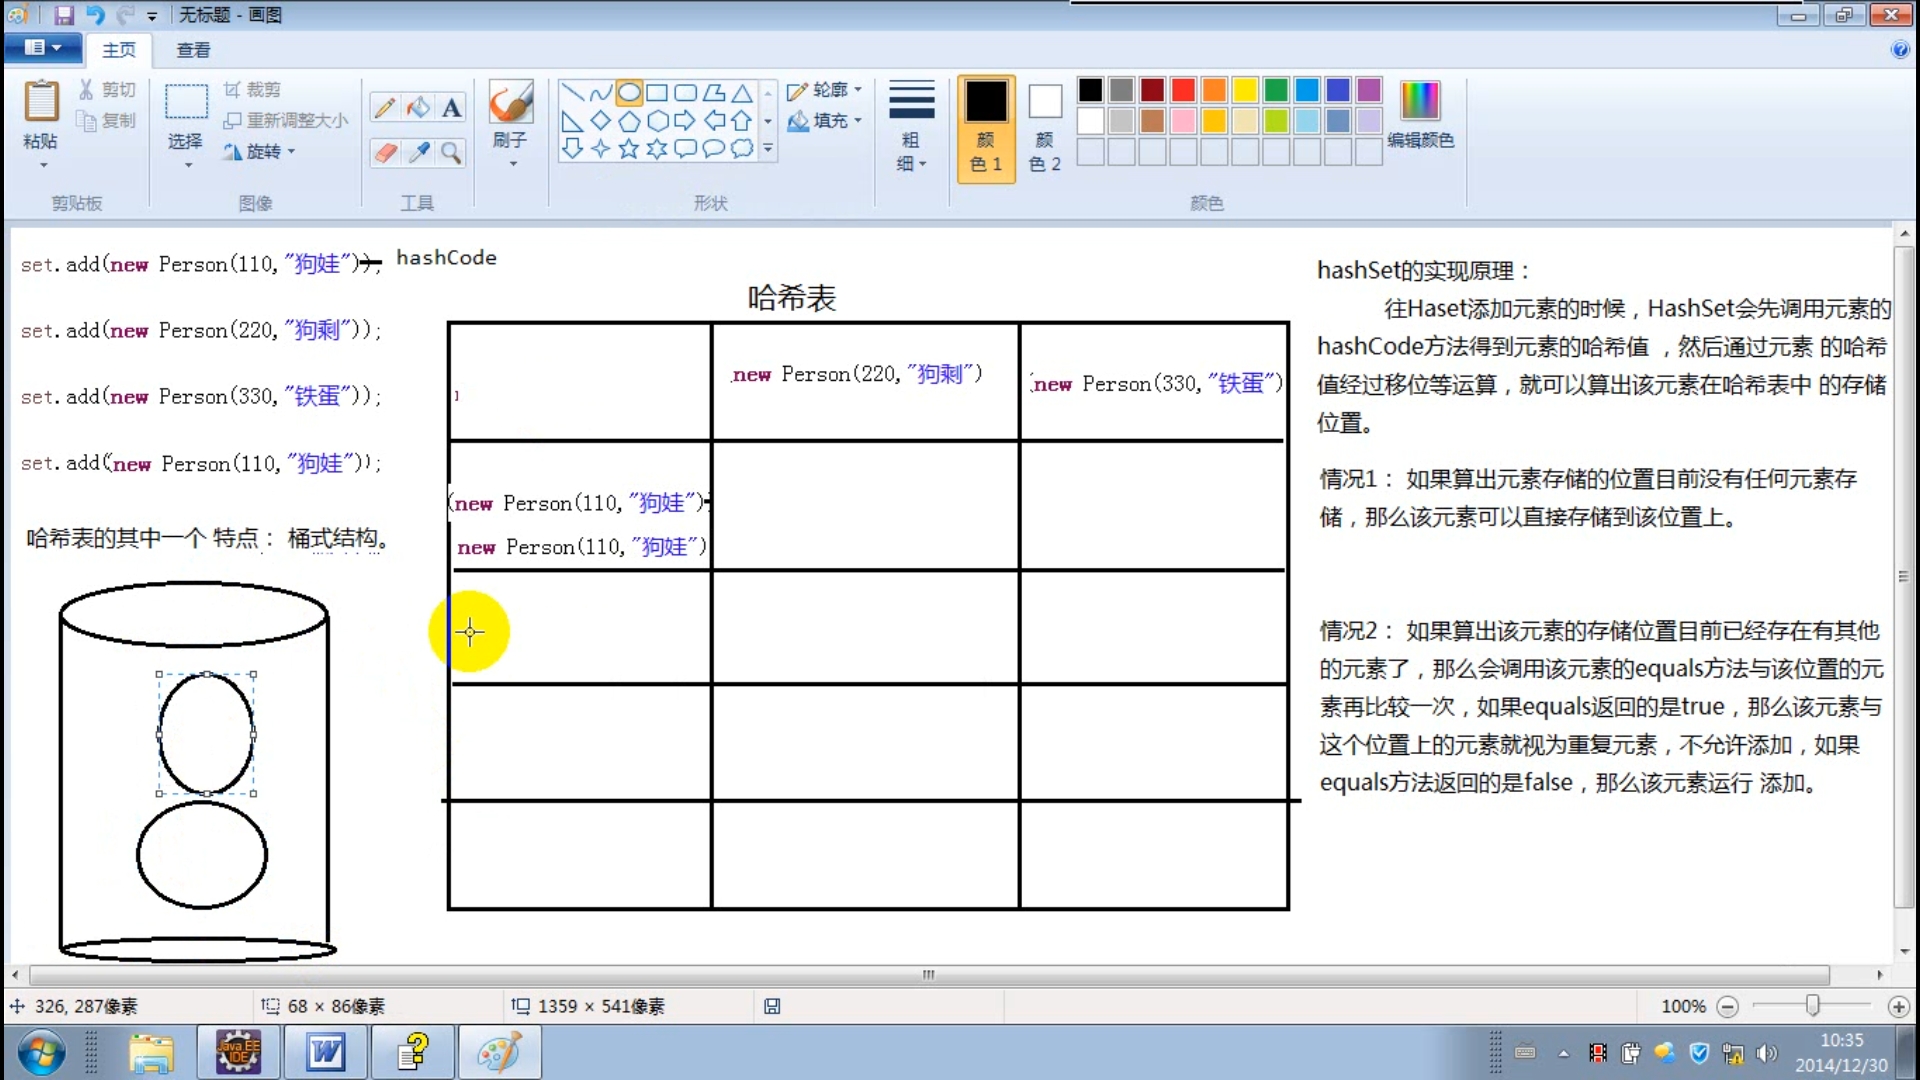 无标题 - 画图
主页
查看
粘贴
剪切
复制
剪贴板
选择
裁剪
重新调整大小
旋转
图像
A
工具
刷子
轮廓
填充
形状
粗
细
颜
色 1
颜
色 2
编辑颜色
颜色
set.add(new Person(110,"狗娃"));
hashCode
set.add(new Person(220,"狗剩"));
set.add(new Person(330,"铁蛋"));
set.add(new Person(110,"狗娃"));
哈希表的其中一个 特点： 桶式结构。
哈希表
new Person(220,"狗剩")
(new Person(330,"铁蛋")
(new Person(110,"狗娃")
new Person(110,"狗娃")
hashSet的实现原理：
往Haset添加元素的时候，HashSet会先调用元素的
hashCode方法得到元素的哈希值 ，然后通过元素 的哈希
值经过移位等运算，就可以算出该元素在哈希表中 的存储
位置。
情况1： 如果算出元素存储的位置目前没有任何元素存
储，那么该元素可以直接存储到该位置上。
情况2： 如果算出该元素的存储位置目前已经存在有其他
的元素了，那么会调用该元素的equals方法与该位置的元
素再比较一次，如果equals返回的是true，那么该元素与
这个位置上的元素就视为重复元素，不允许添加，如果
equals方法返回的是false，那么该元素运行 添加。
326, 287像素
68 × 86像素
1359 × 541像素
100%
Java EE
IDE
W
10:35
2014/12/30